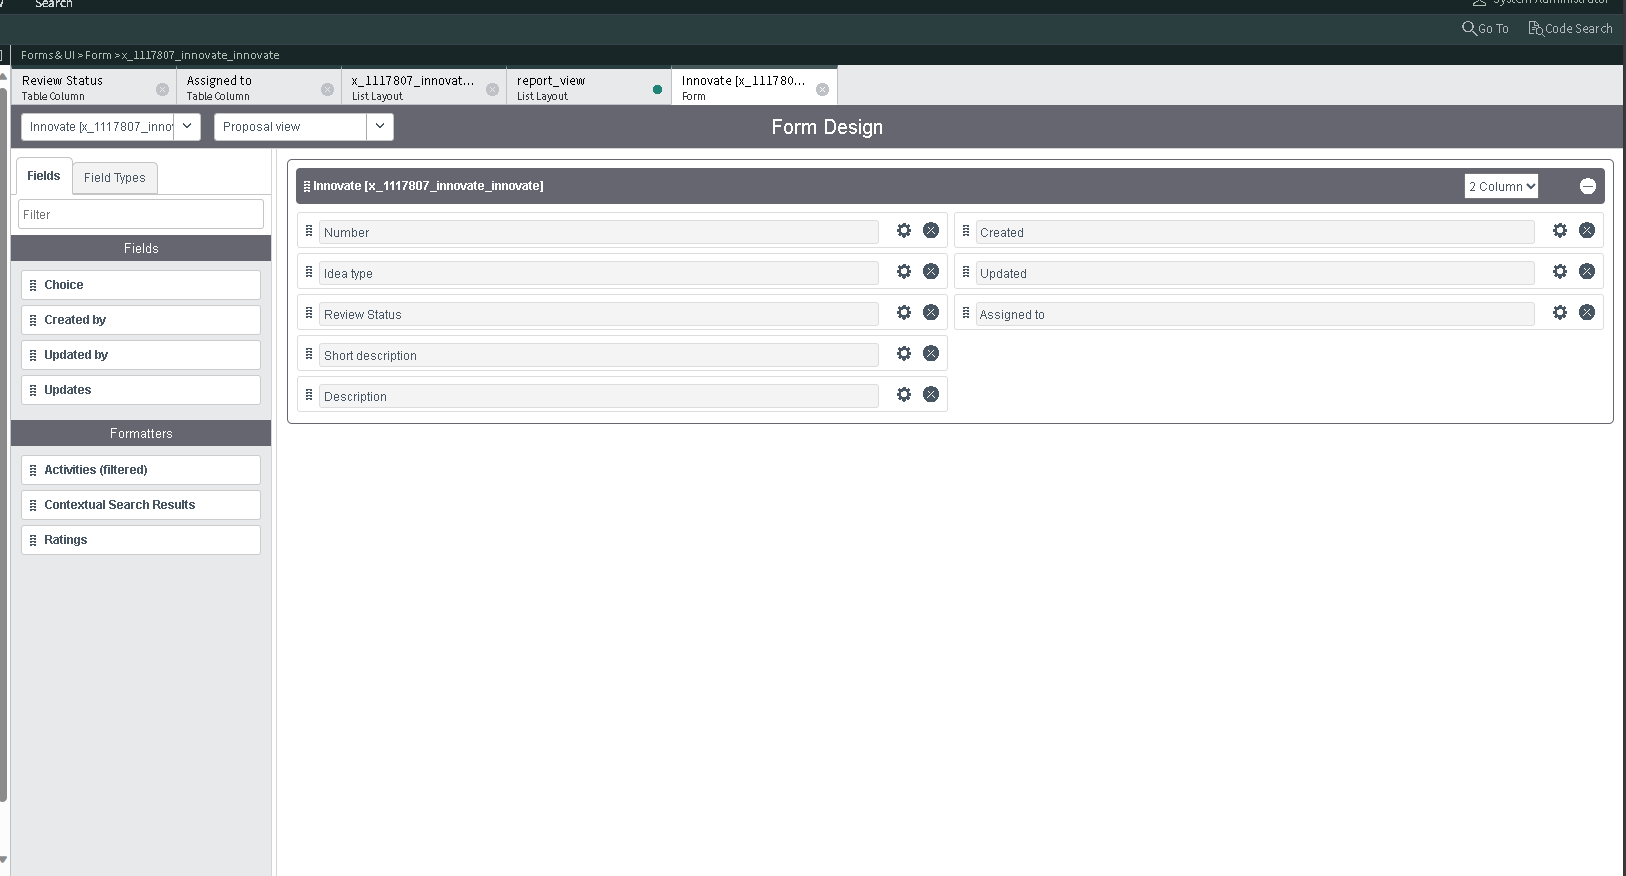 Search
System Administrator
Go To
Code Search
Forms & UI > Form > x_1117807_innovate_innovate
Review Status
Table Column
Assigned to
Table Column
x_1117807_innovat...
List Layout
report_view
List Layout
Innovate [x_111780...
Form
Innovate [x_1117807_inno
Proposal view
Form Design
Fields
Field Types
Filter
Fields
Choice
Created by
Updated by
Updates
Formatters
Activities (filtered)
Contextual Search Results
Ratings
Innovate [x_1117807_innovate_innovate]
2 Column
Number
Created
Idea type
Updated
Review Status
Assigned to
Short description
Description